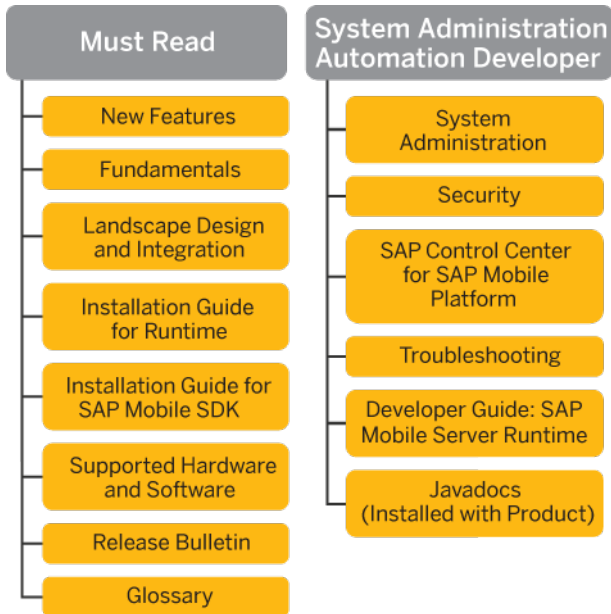 Must Read
New Features
Fundamentals
Landscape Design
and Integration
Installation Guide
for Runtime
Installation Guide for
SAP Mobile SDK
Supported Hardware
and Software
Release Bulletin
Glossary
System Administration
Automation Developer
System
Administration
Security
SAP Control Center
for SAP Mobile
Platform
Troubleshooting
Developer Guide: SAP
Mobile Server Runtime
Javadocs
(Installed with Product)